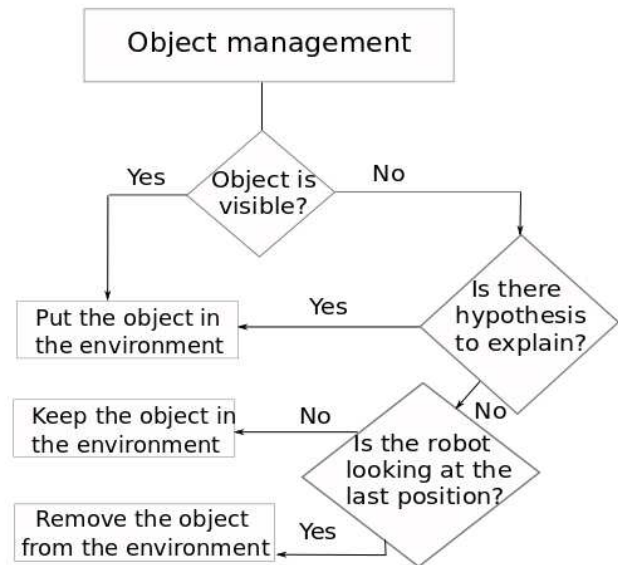 Object management
Yes
Object is
visible?
No
Is there
hypothesis
to explain?
Yes
Put the object in
the environment
No
Keep the object in
the environment
No
Is the robot
looking at the
last position?
Remove the object
from the environment
Yes